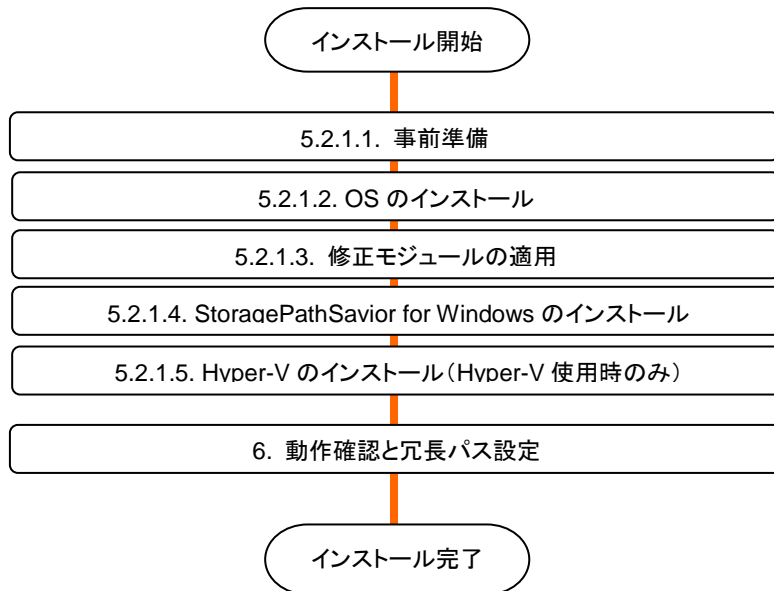 インストール開始
5.2.1.1. 事前準備
5.2.1.2. OS のインストール
5.2.1.3. 修正モジュールの適用
5.2.1.4. StoragePathSavior for Windows のインストール
5.2.1.5. Hyper-V のインストール(Hyper-V 使用時のみ)
6. 動作確認と冗長パス設定
インストール完了